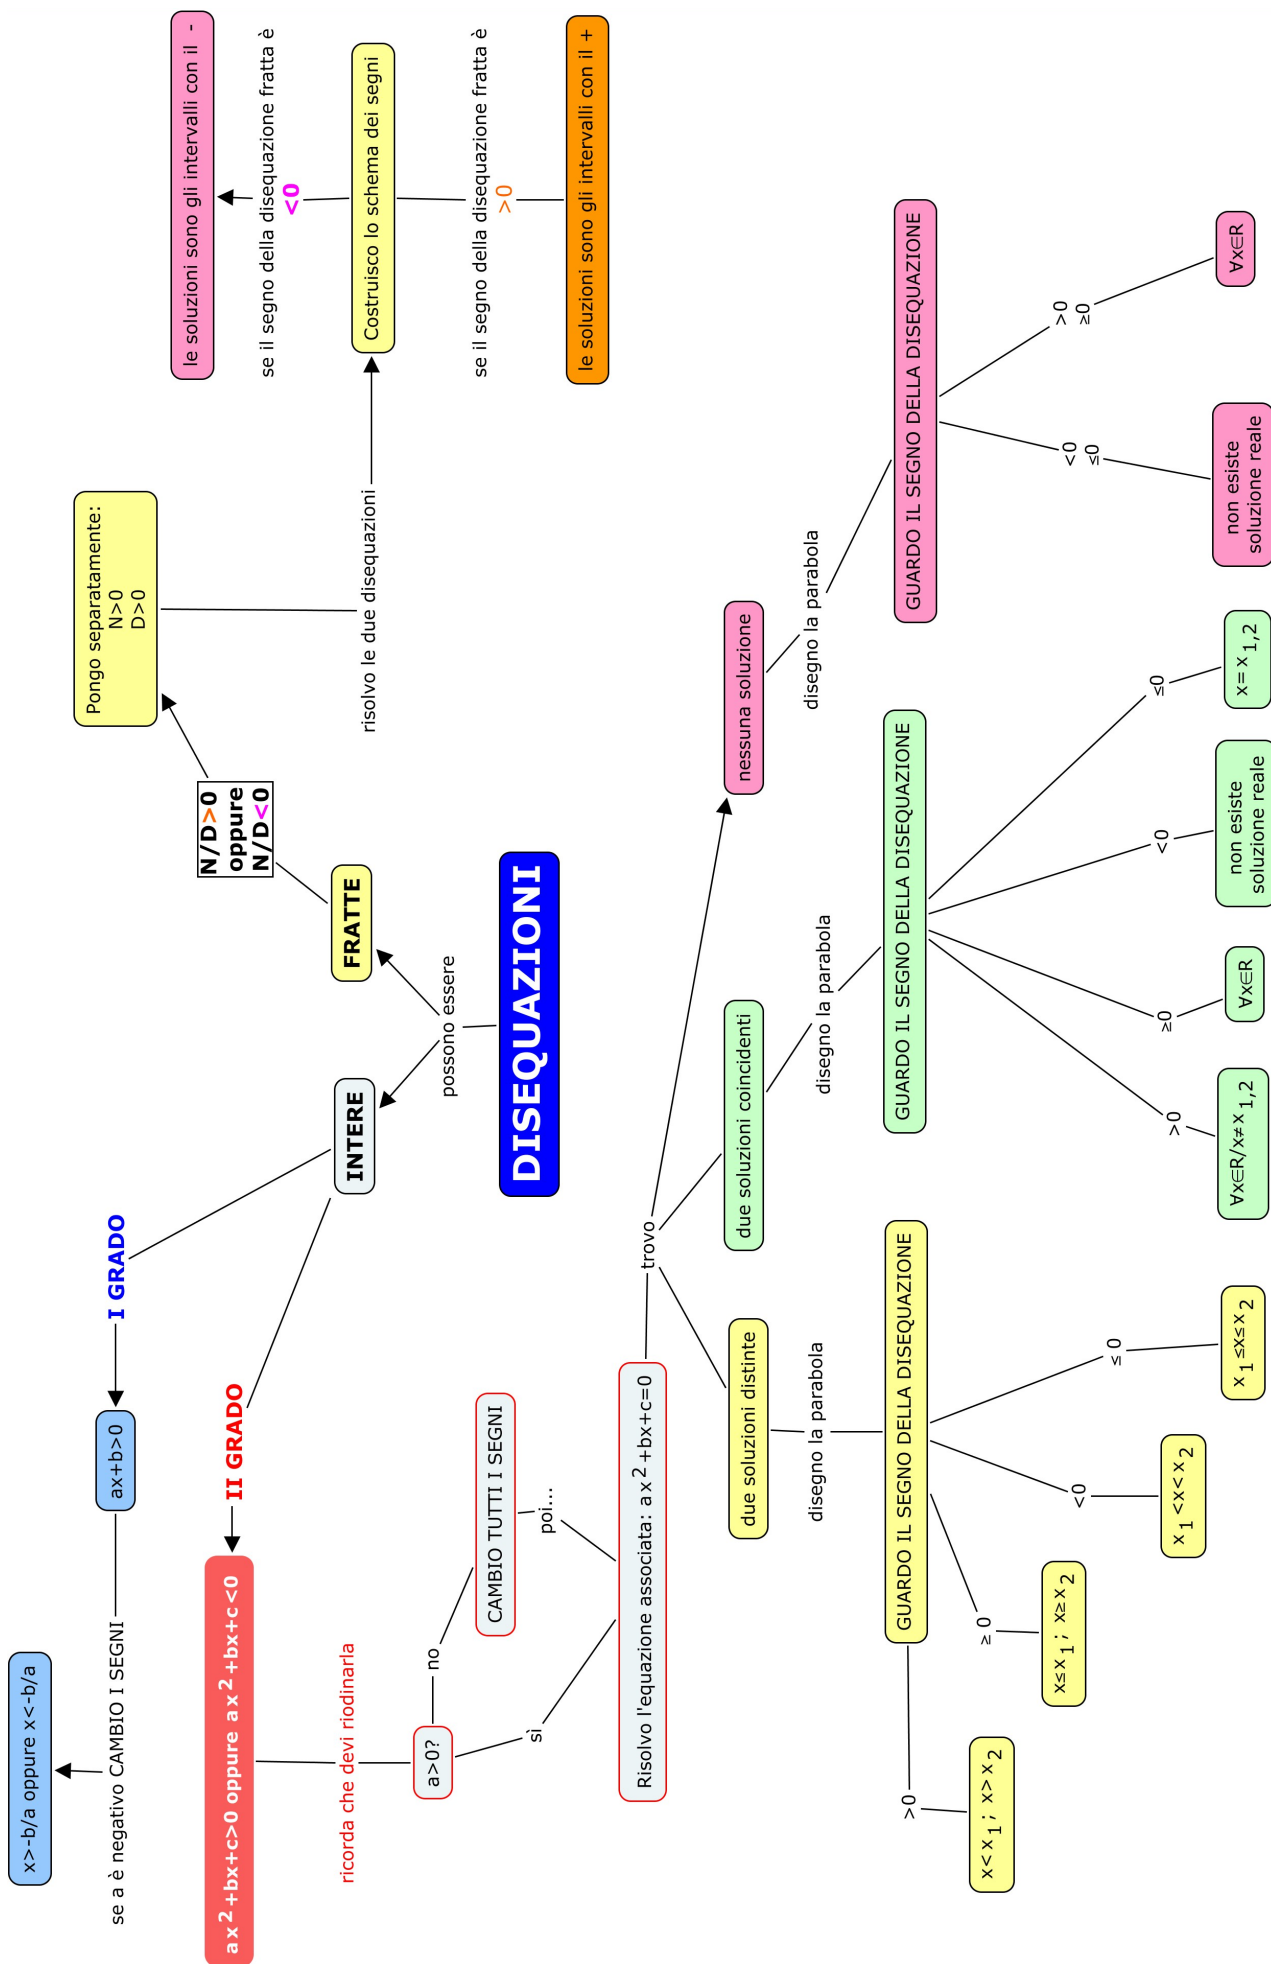 x>-b/a oppure x<-b/a
se a è negativo CAMBIO I SEGNI
ax+b>0
I GRADO
Pongo separatamente:
N>0
D>0
le soluzioni sono gli intervalli con il -
se il segno della disequazione fratta è
<0
ax²+bx+c>0 oppure ax²+bx+c<0
II GRADO
N/D>0
oppure
N/D<0
ricorda che devi riodinarla
INTERE
FRATTE
risolvo le due disequazioni
Costruisco lo schema dei segni
a>0?
no
possono essere
se il segno della disequazione fratta è
>0
CAMBIO TUTTI I SEGNI
DISEQUAZIONI
sì
poi...
le soluzioni sono gli intervalli con il +
Risolvo l'equazione associata: ax²+bx+c=0
trovo
due soluzioni distinte
due soluzioni coincidenti
nessuna soluzione
disegno la parabola
disegno la parabola
disegno la parabola
GUARDO IL SEGNO DELLA DISEQUAZIONE
GUARDO IL SEGNO DELLA DISEQUAZIONE
GUARDO IL SEGNO DELLA DISEQUAZIONE
>0
≥ 0
<0
≤ 0
>0
≥0
<0
≤0
<0
≤0
>0
≥0
x<x₁; x>x₂
x≤x₁; x≥x₂
x₁<x<x₂
x₁≤x≤x₂
∀x∈R/x≠x₁,₂
∀x∈R
non esiste
soluzione reale
x=x₁,₂
non esiste
soluzione reale
∀x∈R